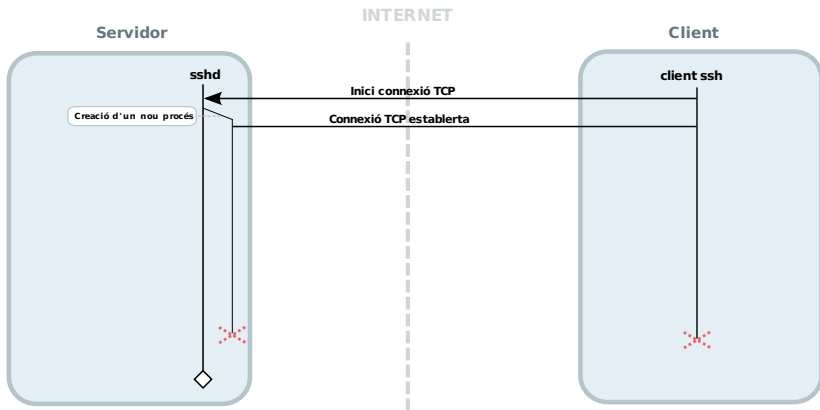 INTERNET
Servidor
Client
sshd
client ssh
Inici connexió TCP
Creació d'un nou procés
Connexió TCP establerta